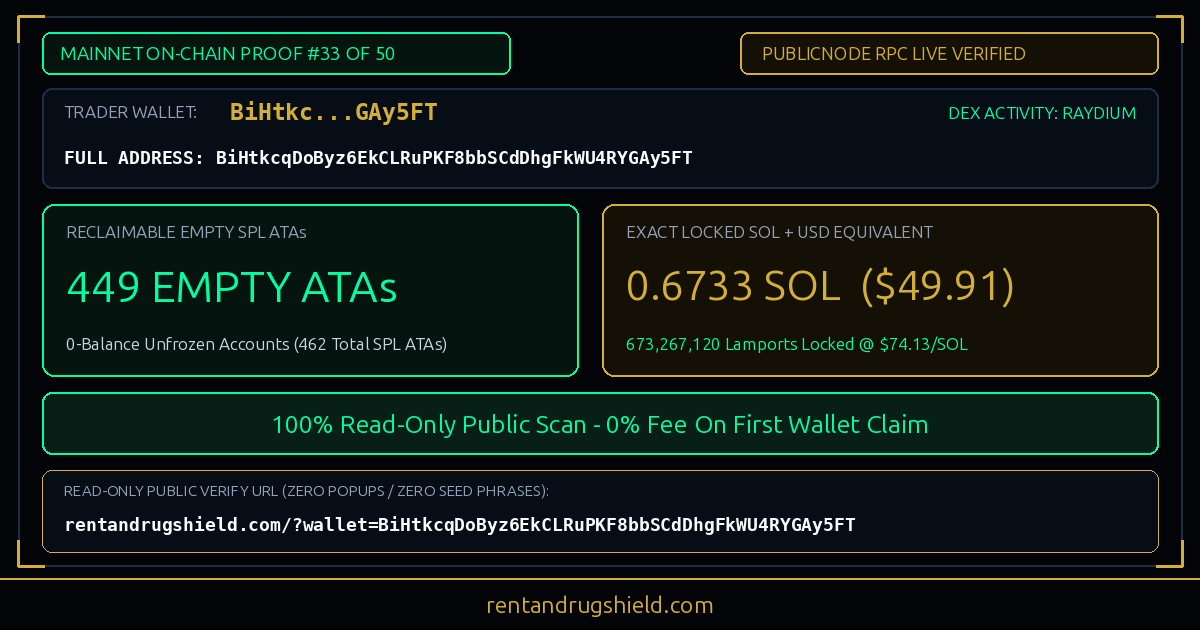 MAINNET ON-CHAIN PROOF #33 OF 50
PUBLICNODE RPC LIVE VERIFIED
TRADER WALLET: BiHtkc...GAy5FT
DEX ACTIVITY: RAYDIUM
FULL ADDRESS: BiHtkcqDoByz6EkCLRuPKF8bbSCdDhgFkWU4RYGAy5FT
RECLAIMABLE EMPTY SPL ATAs
449 EMPTY ATAs
0-Balance Unfrozen Accounts (462 Total SPL ATAs)
EXACT LOCKED SOL + USD EQUIVALENT
0.6733 SOL ($49.91)
673,267,120 Lamports Locked @ $74.13/SOL
100% Read-Only Public Scan - 0% Fee On First Wallet Claim
READ-ONLY PUBLIC VERIFY URL (ZERO POPUPS / ZERO SEED PHRASES):
rentandrugshield.com/?wallet=BiHtkcqDoByz6EkCLRuPKF8bbSCdDhgFkWU4RYGAy5FT
rentandrugshield.com